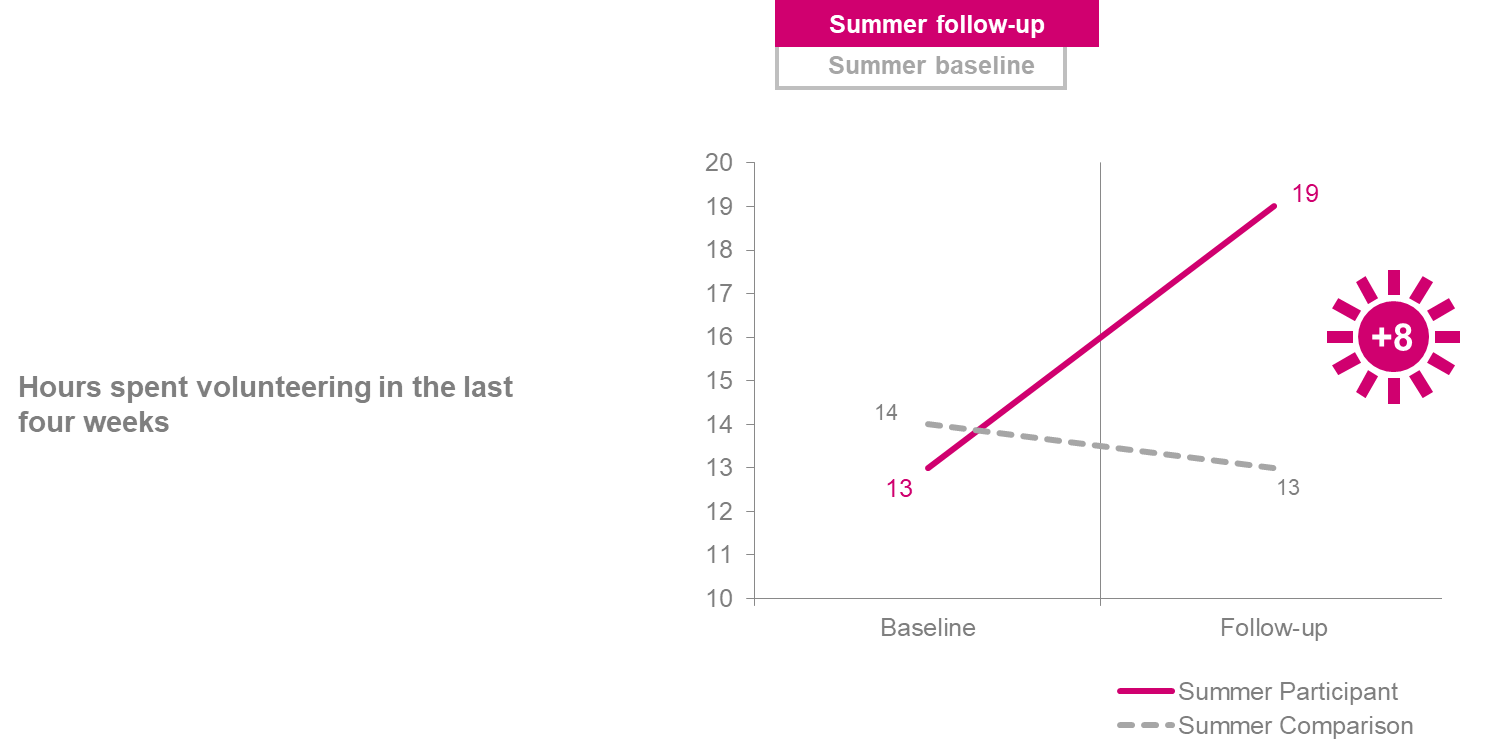 Summer follow-up
Summer baseline
Hours spent volunteering in the last
four weeks
20
19
18
17
16
15
14
13
12
11
10
14
13
19
13
+8
Baseline
Follow-up
Summer Participant
Summer Comparison